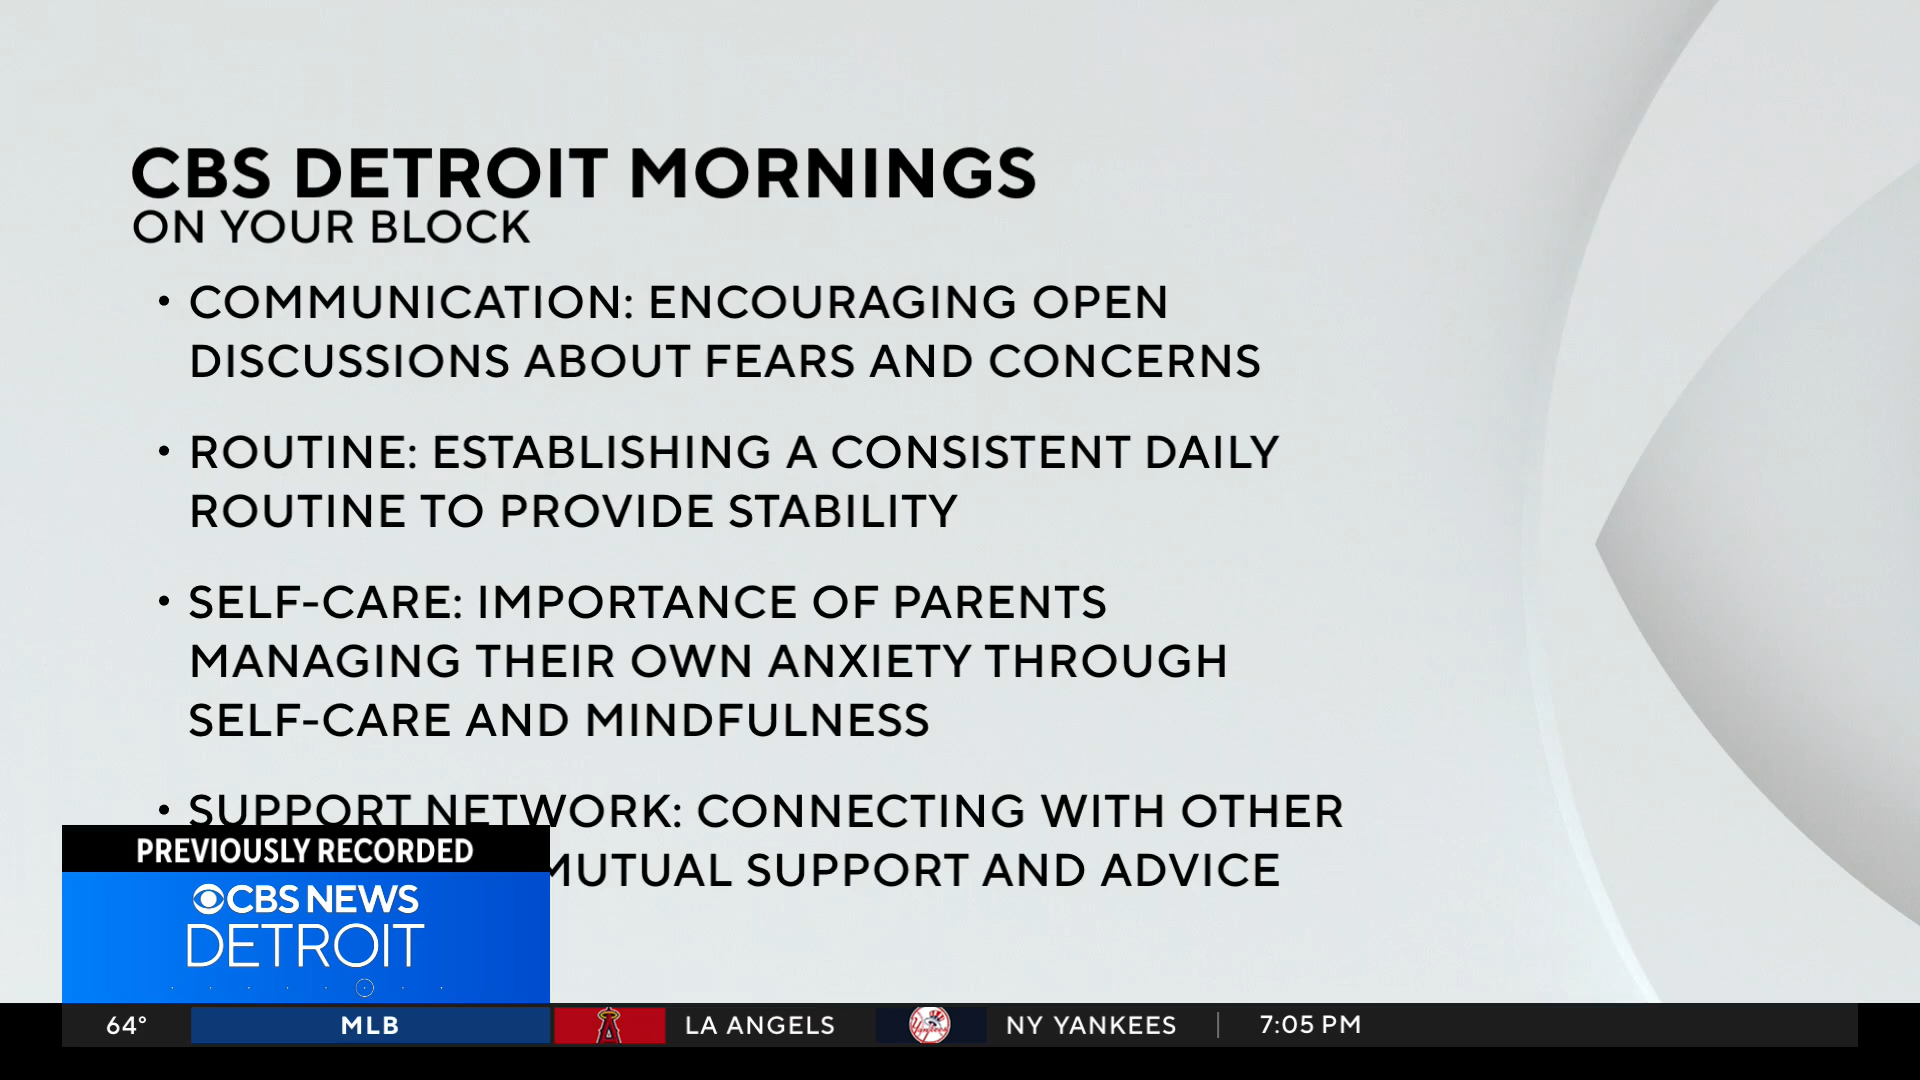 CBS DETROIT MORNINGS
ON YOUR BLOCK
• COMMUNICATION: ENCOURAGING OPEN
DISCUSSIONS ABOUT FEARS AND CONCERNS
• ROUTINE: ESTABLISHING A CONSISTENT DAILY
ROUTINE TO PROVIDE STABILITY
• SELF-CARE: IMPORTANCE OF PARENTS
MANAGING THEIR OWN ANXIETY THROUGH
SELF-CARE AND MINDFULNESS
• SUPPORT NETWORK: CONNECTING WITH OTHER
MUTUAL SUPPORT AND ADVICE
PREVIOUSLY RECORDED
CBS NEWS
DETROIT
64° MLB LA ANGELS NY YANKEES 7:05 PM